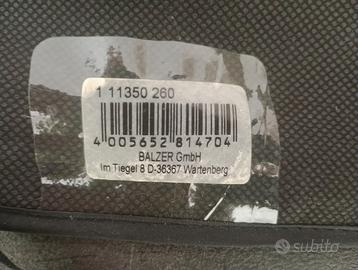 1 11350 260
4 005652 814704
BALZER GmbH
Im Tiegel 8 D-36367 Wartenberg
subito